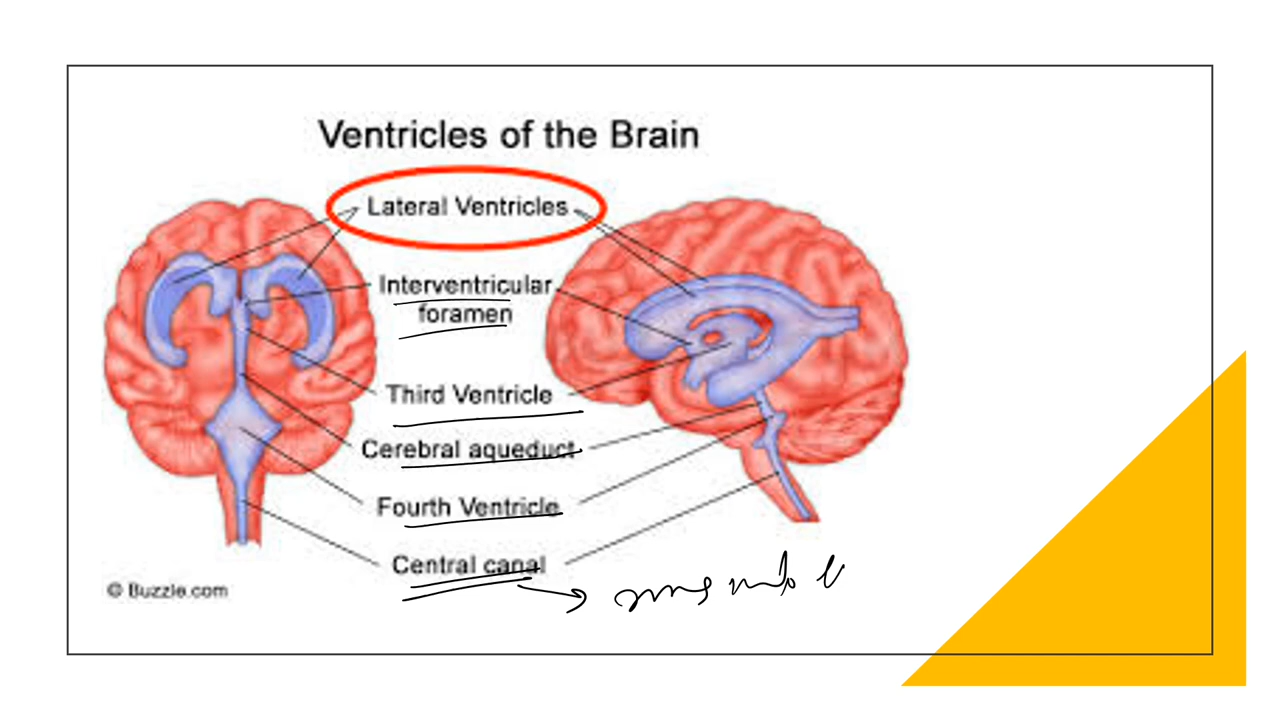 Ventricles of the Brain
Lateral Ventricles
Interventricular
foramen
Third Ventricle
Cerebral aqueduct
Fourth Ventricle
Central canal
© Buzzle.com